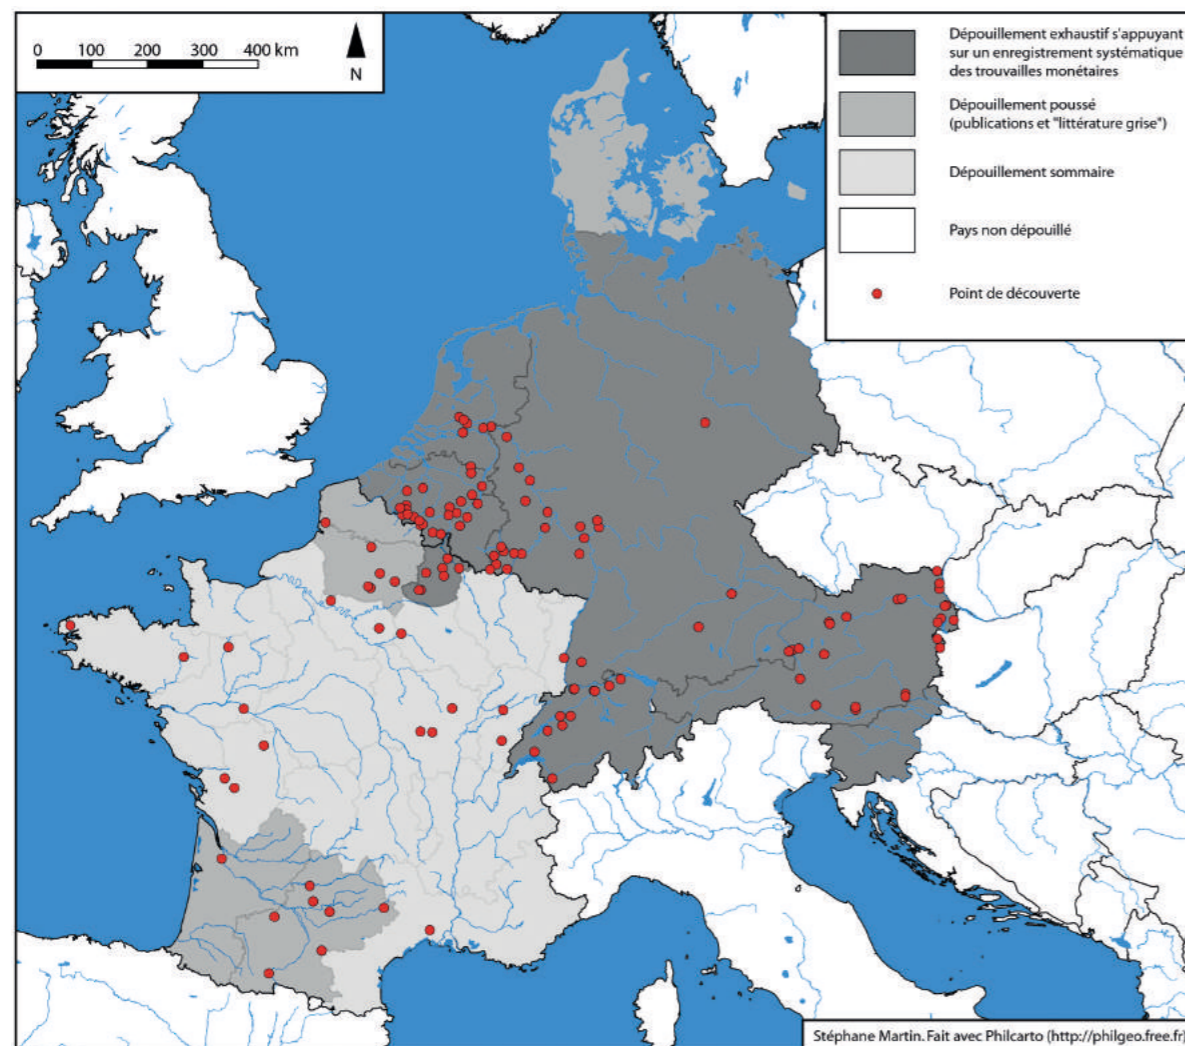 0 100 200 300 400 km
N
Dépouillement exhaustif s'appuyant
sur un enregistrement systématique
des trouvailles monétaires
Dépouillement poussé
(publications et "littérature grise")
Dépouillement sommaire
Pays non dépouillé
Point de découverte
Stéphane Martin. Fait avec Philcarto (http://philgeo.free.fr)